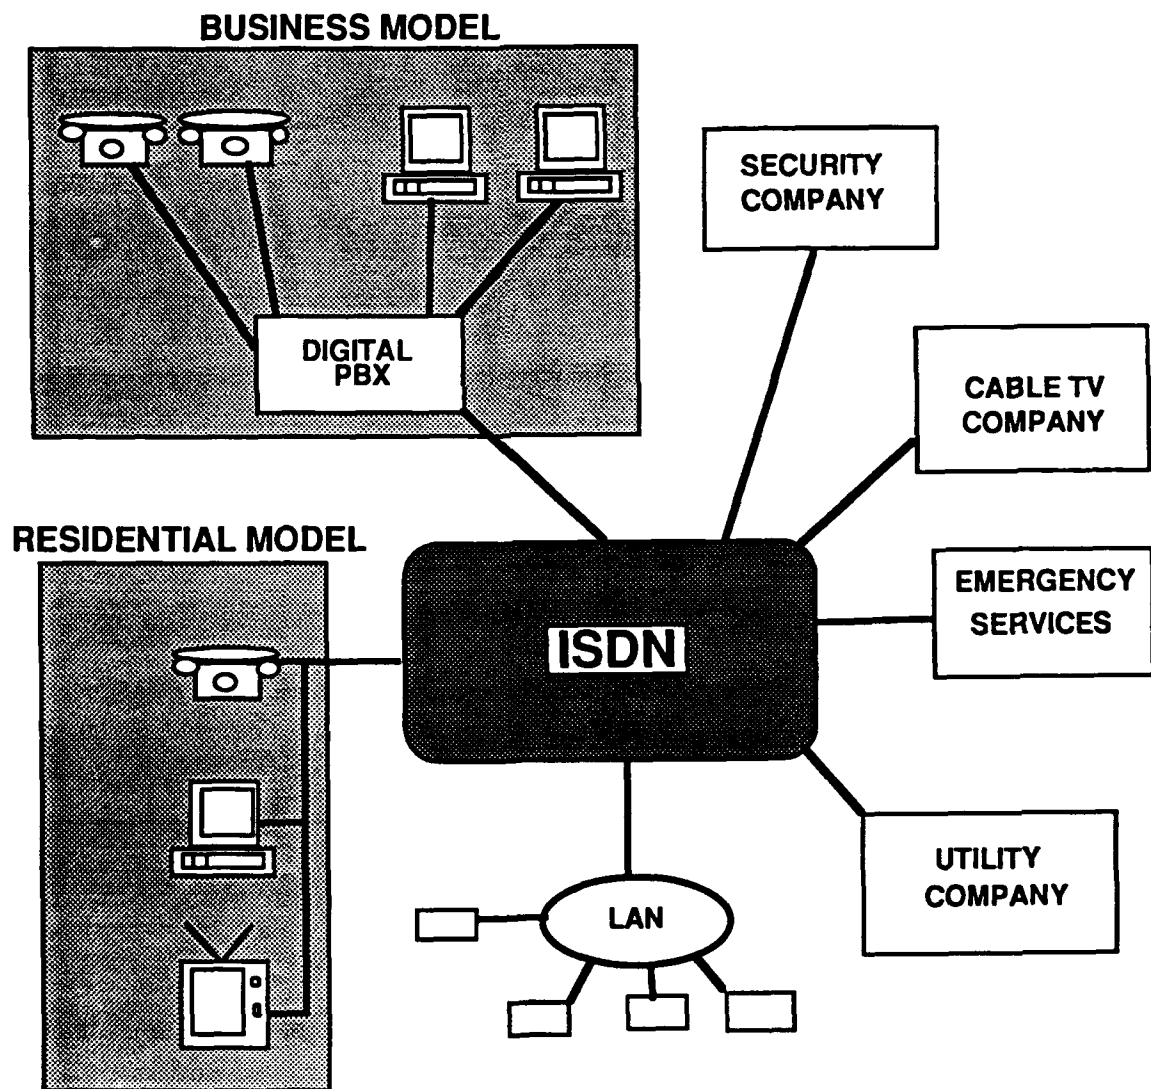 BUSINESS MODEL
DIGITAL
PBX
SECURITY
COMPANY
CABLE TV
COMPANY
RESIDENTIAL MODEL
ISDN
EMERGENCY
SERVICES
UTILITY
COMPANY
LAN